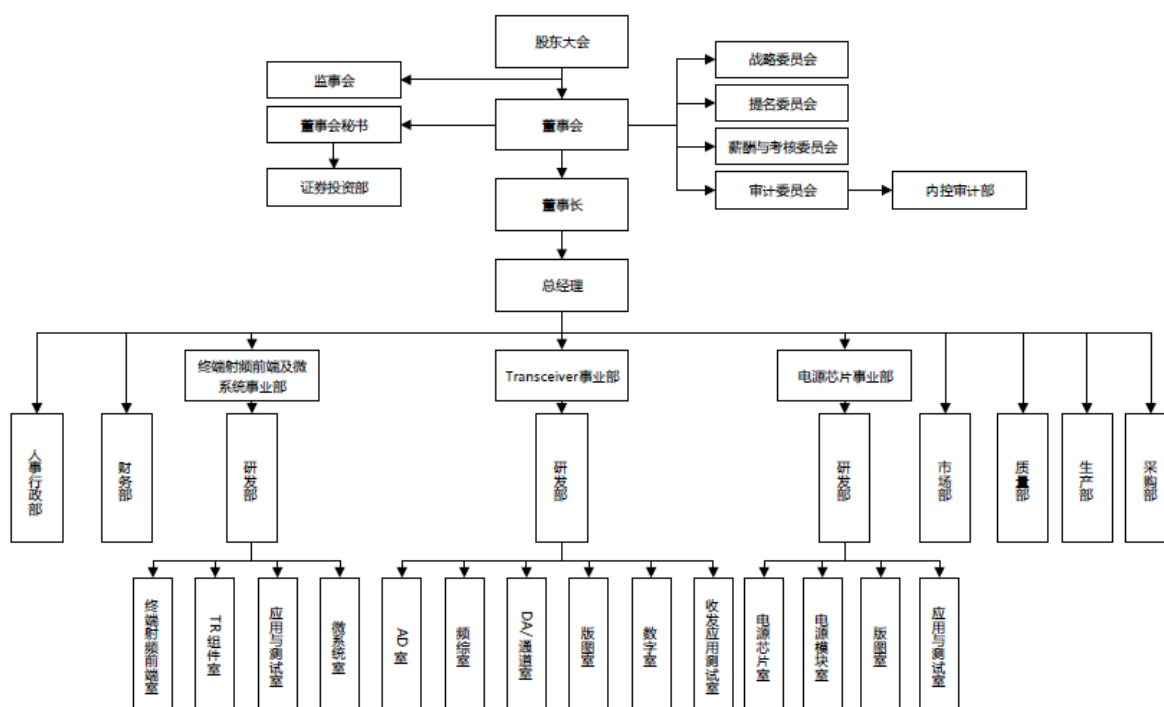 股东大会
监事会
战略委员会
提名委员会
董事会秘书
董事会
薪酬与考核委员会
证券投资部
审计委员会
内控审计部
董事长
总经理
终端射频前端及微
系统事业部
Transceiver事业部
电源芯片事业部
人事行政部
财务部
研发部
研发部
研发部
市场部
质量部
生产部
采购部
终端射频前端室
TR 组件室
应用与测试室
微系统室
AD 室
频综室
DA/ 通道室
版图室
数字室
收发应用测试室
电源芯片室
电源模块室
版图室
应用与测试室